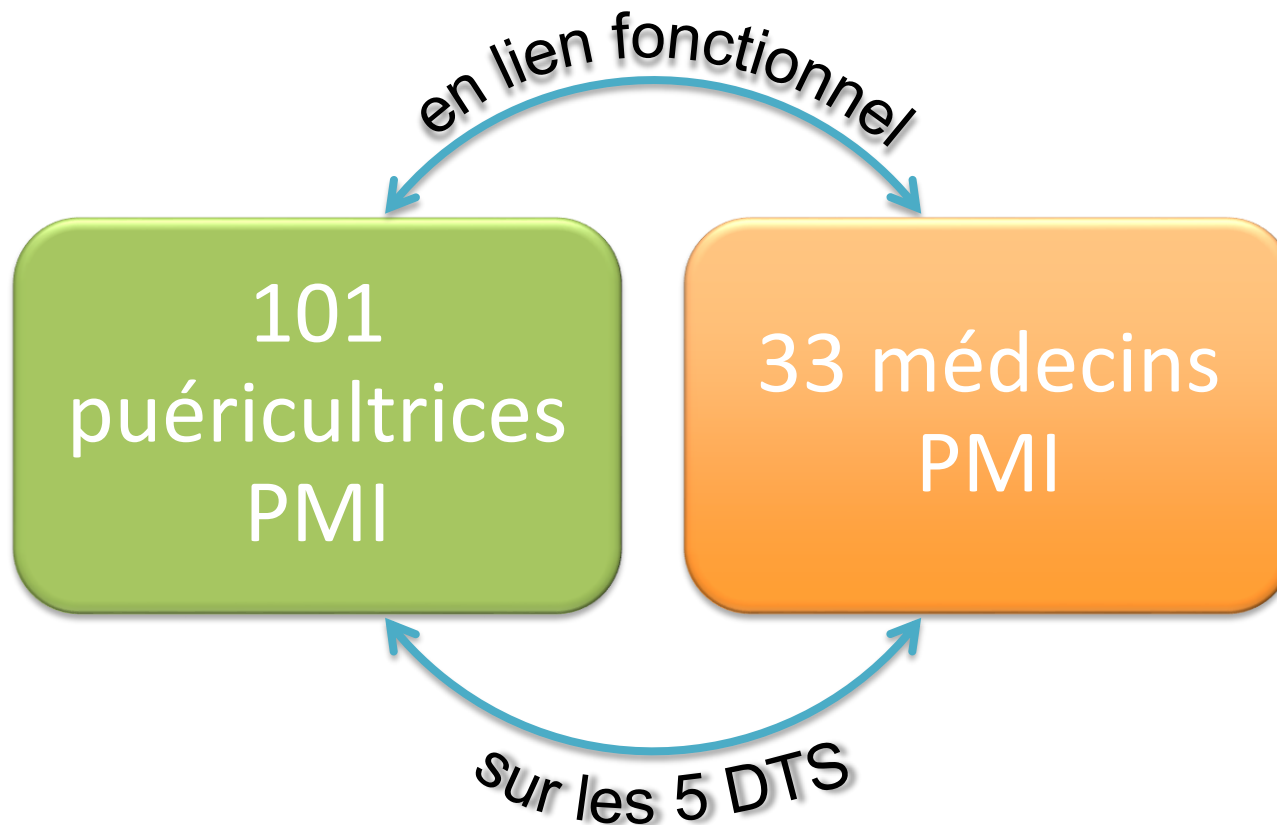 en lien fonctionnel
101
puéricultrices
PMI
33 médecins
PMI
sur les 5 DTS